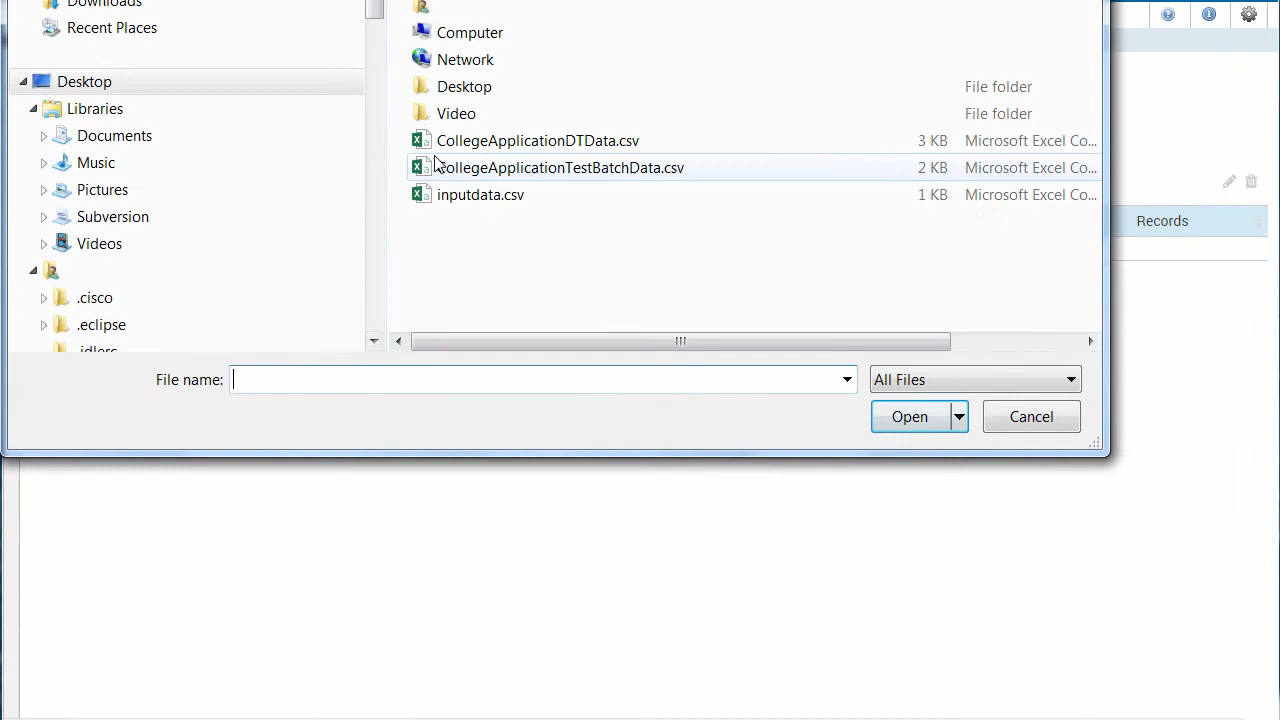 Downloads
Recent Places
Desktop
Libraries
Documents
Music
Pictures
Subversion
Videos
.cisco
.eclipse
.idlerc
Computer
Network
Desktop File folder
Video File folder
CollegeApplicationDTData.csv 3 KB Microsoft Excel Co...
CollegeApplicationTestBatchData.csv 2 KB Microsoft Excel Co...
inputdata.csv 1 KB Microsoft Excel Co...
Records
File name: All Files
Open Cancel